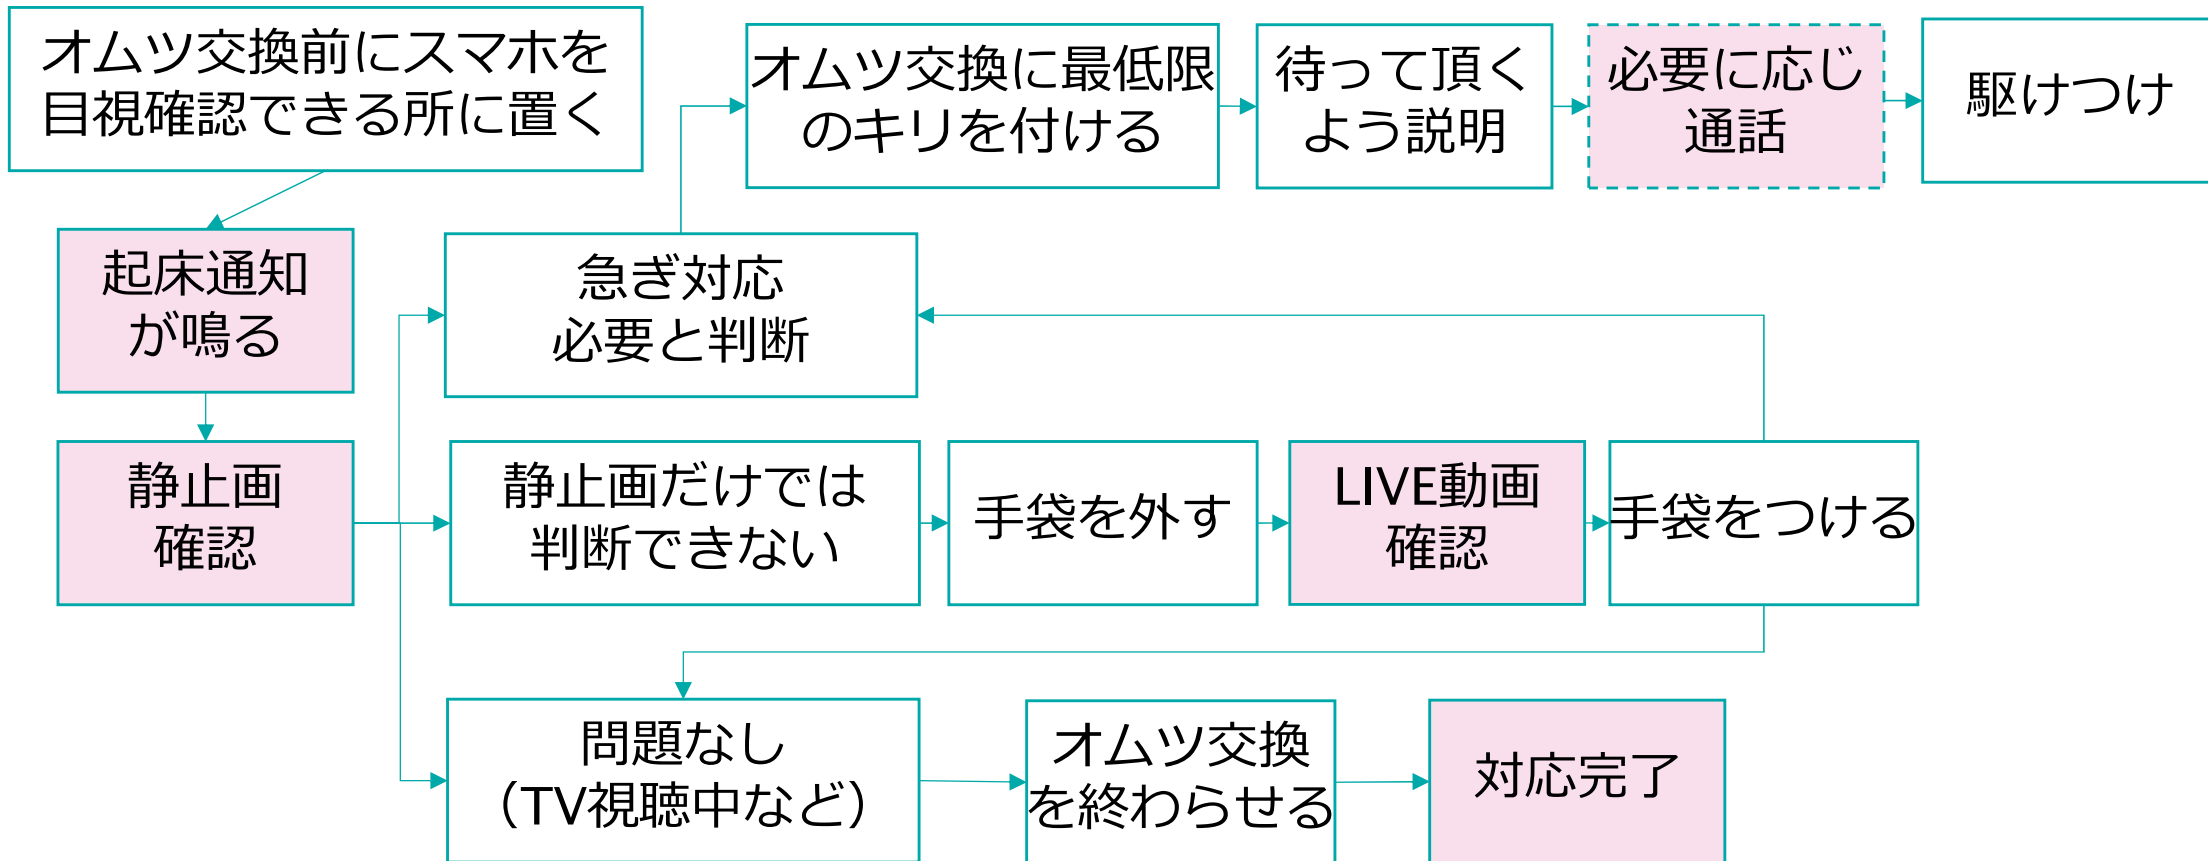 オムツ交換前にスマホを
目視確認できる所に置く
オムツ交換に最低限
のキリを付ける
待って頂く
よう説明
必要に応じ
通話
駆けつけ
起床通知
が鳴る
急ぎ対応
必要と判断
静止画
確認
静止画だけでは
判断できない
手袋を外す
LIVE動画
確認
手袋をつける
問題なし
（TV視聴中など）
オムツ交換
を終わらせる
対応完了